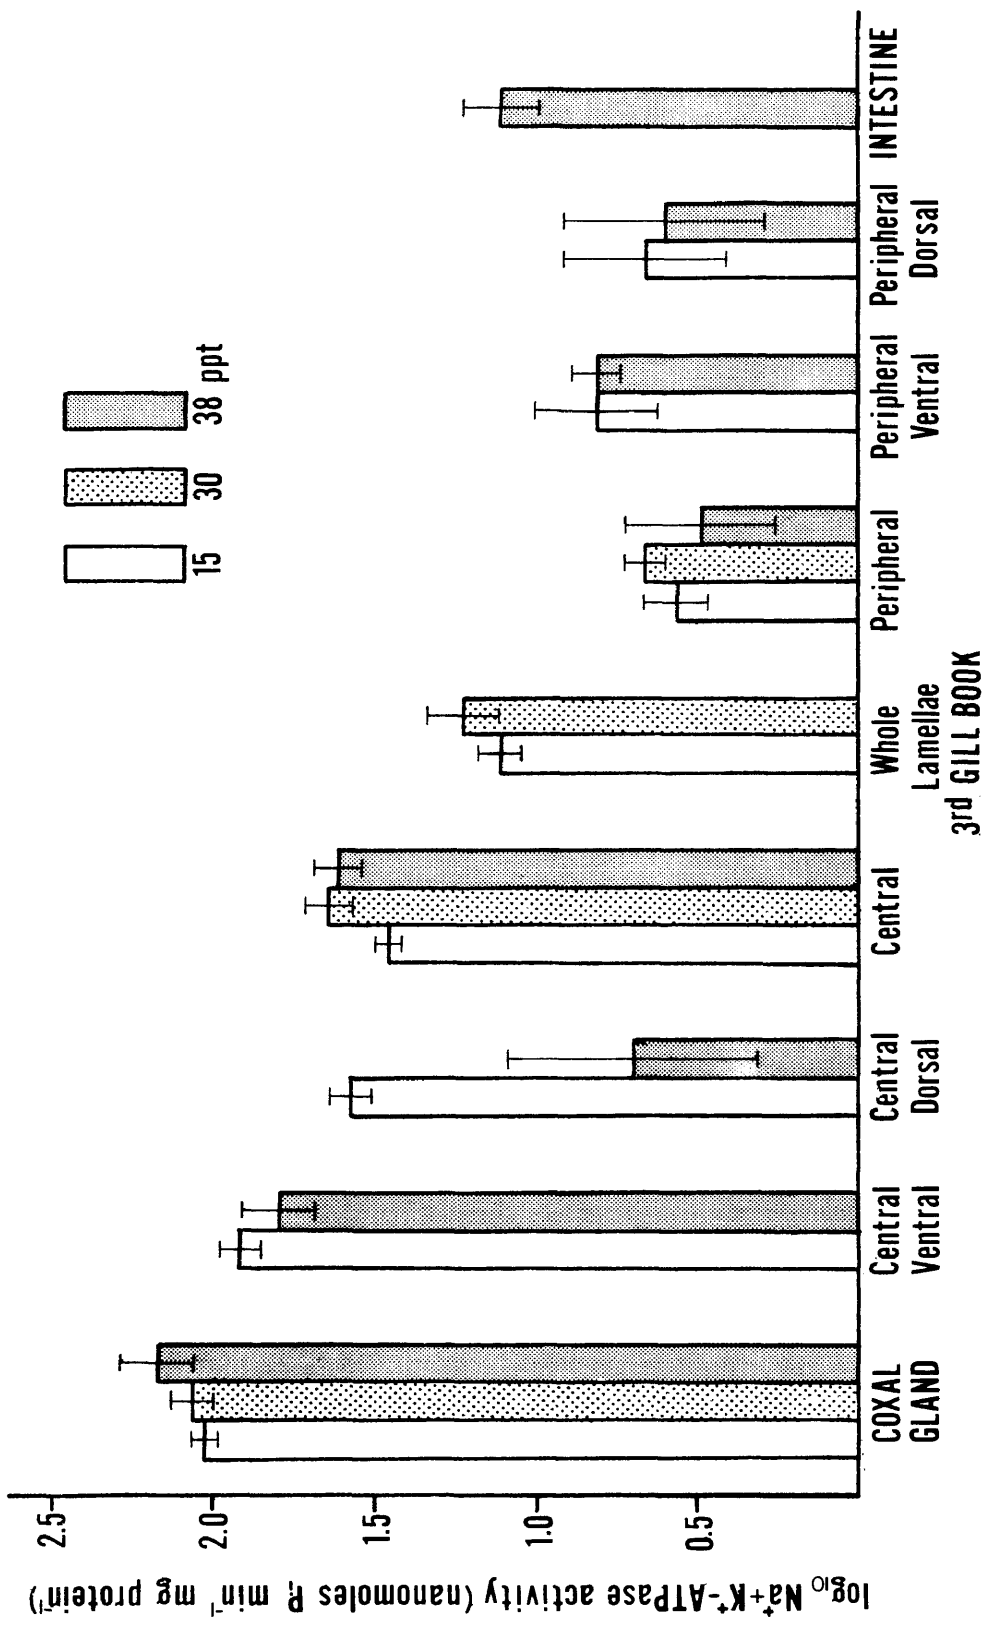 log₁₀ Na⁺+K⁺-ATPase activity (nanomoles Pᵢ min⁻¹ mg protein⁻¹)
2.5
2.0
1.5
1.0
0.5
15 30 38 ppt
COXAL
GLAND
Central
Ventral
Central
Dorsal
Central
Whole
Lamellae
Peripheral
Peripheral
Ventral
Peripheral
Dorsal
INTESTINE
3rd GILL BOOK